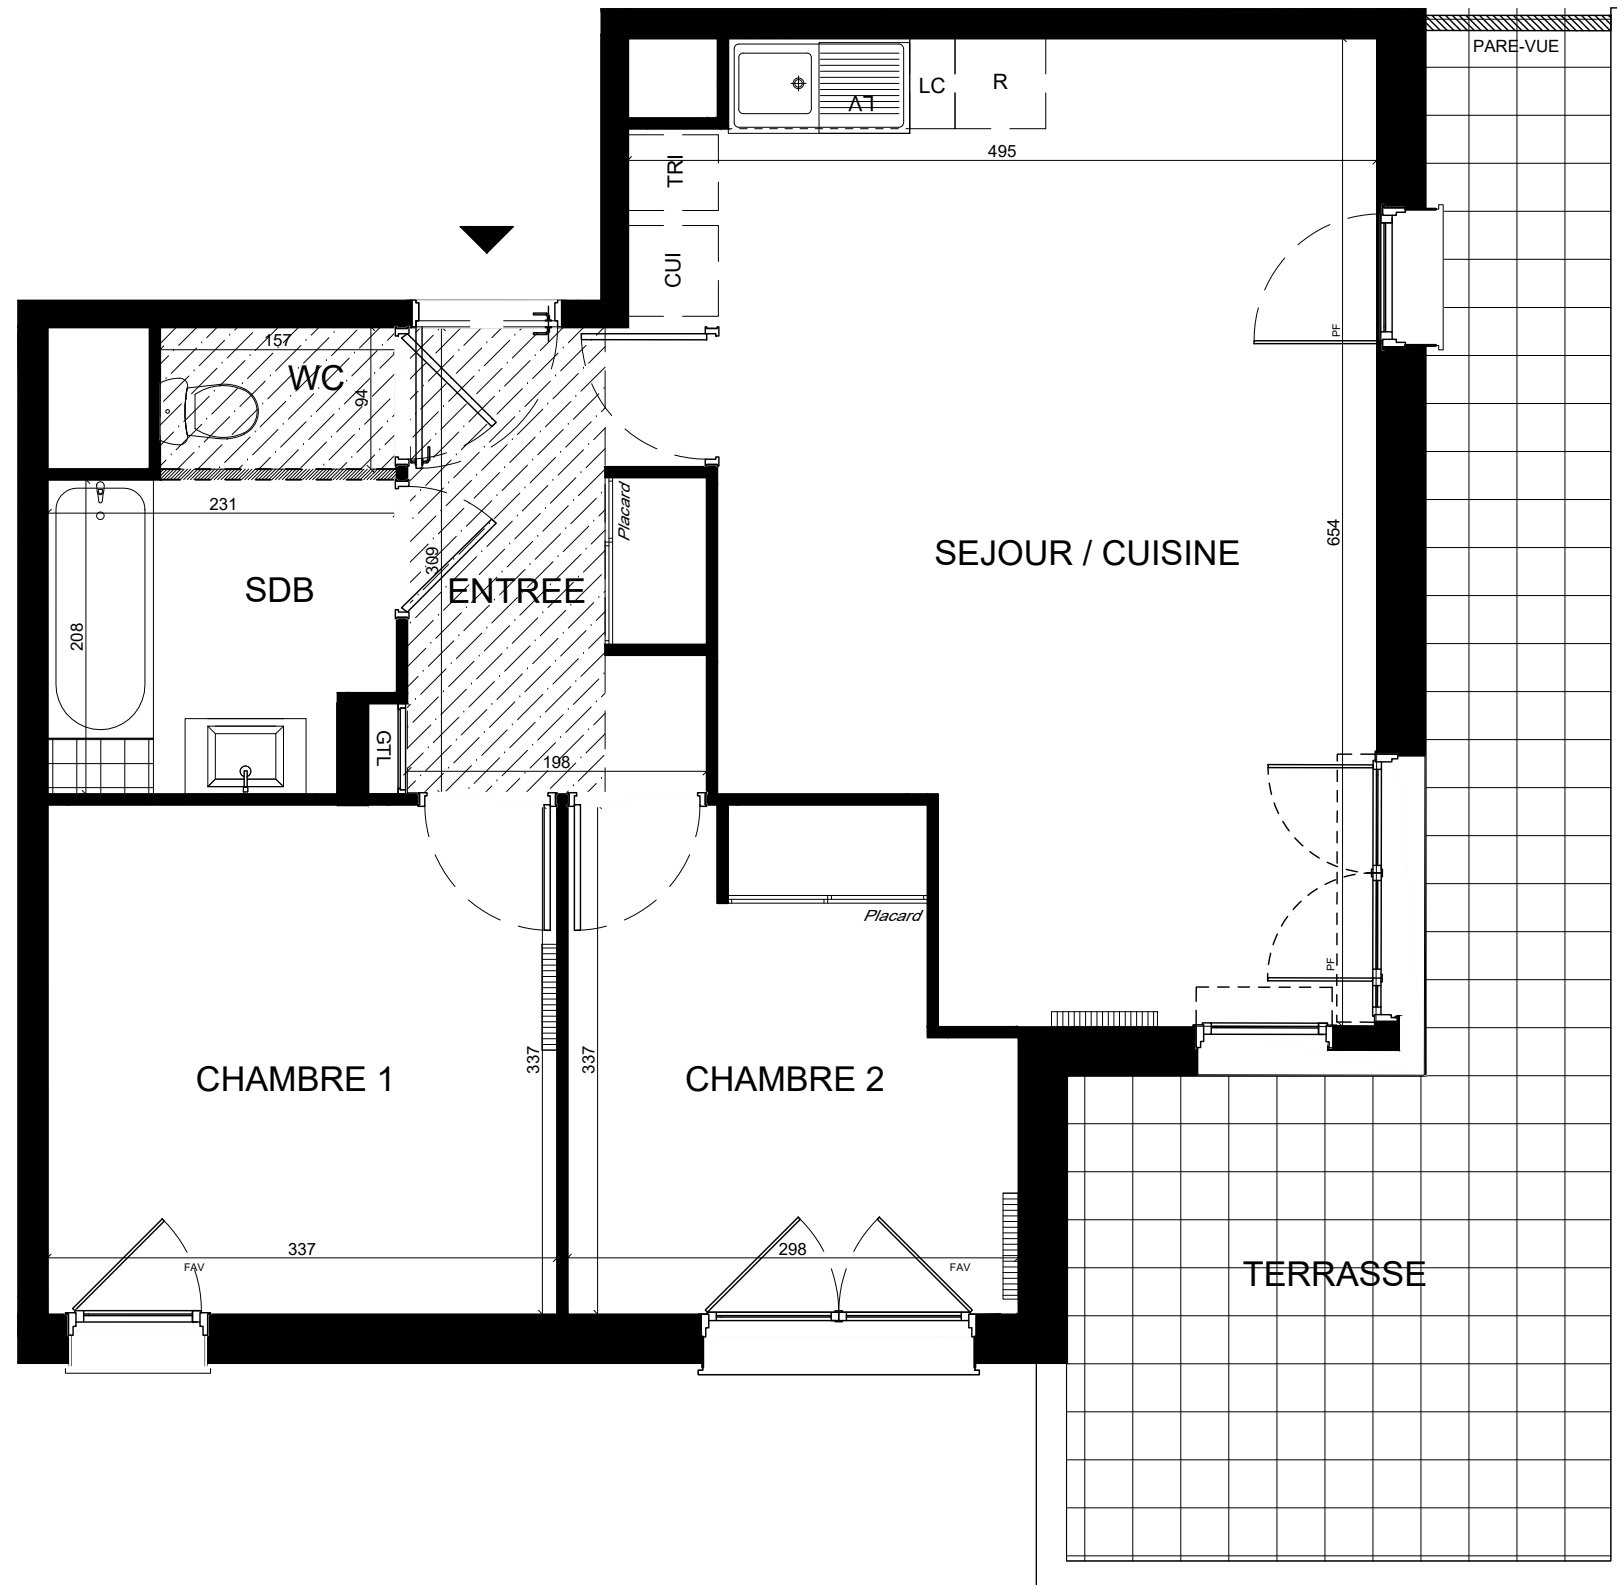 PARE-VUE
LV
LC
R
495
TRI
CUI
PF
157
WC
94
231
Placard
309
654
SEJOUR / CUISINE
SDB
ENTREE
208
GTL
198
Placard
PF
337
337
CHAMBRE 1
CHAMBRE 2
337
FAV
298
FAV
TERRASSE